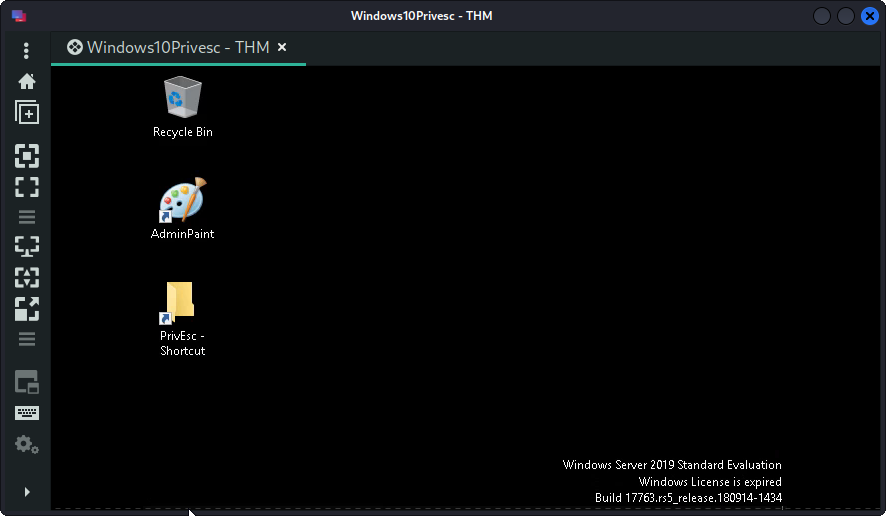 Windows10Privesc - THM
Windows10Privesc - THM
Recycle Bin
AdminPaint
PrivEsc -
Shortcut
Windows Server 2019 Standard Evaluation
Windows License is expired
Build 17763.rs5_release.180914-1434